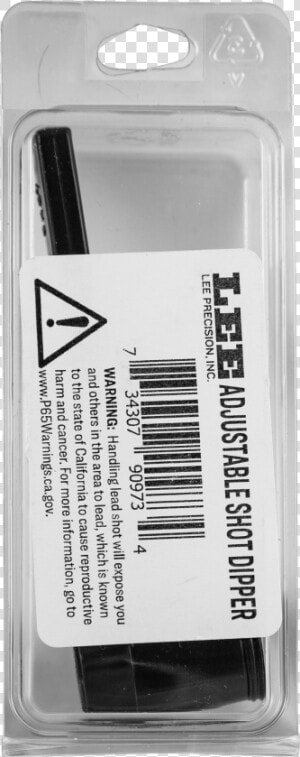 LEE ADJUSTABLE SHOT DIPPER
LEE PRECISION, INC.
7 34307 90973 4
WARNING: Handling lead shot will expose you
and others in the area to lead, which is known
to the state of California to cause reproductive
harm and cancer. For more information, go to
www.P65Warnings.ca.gov.